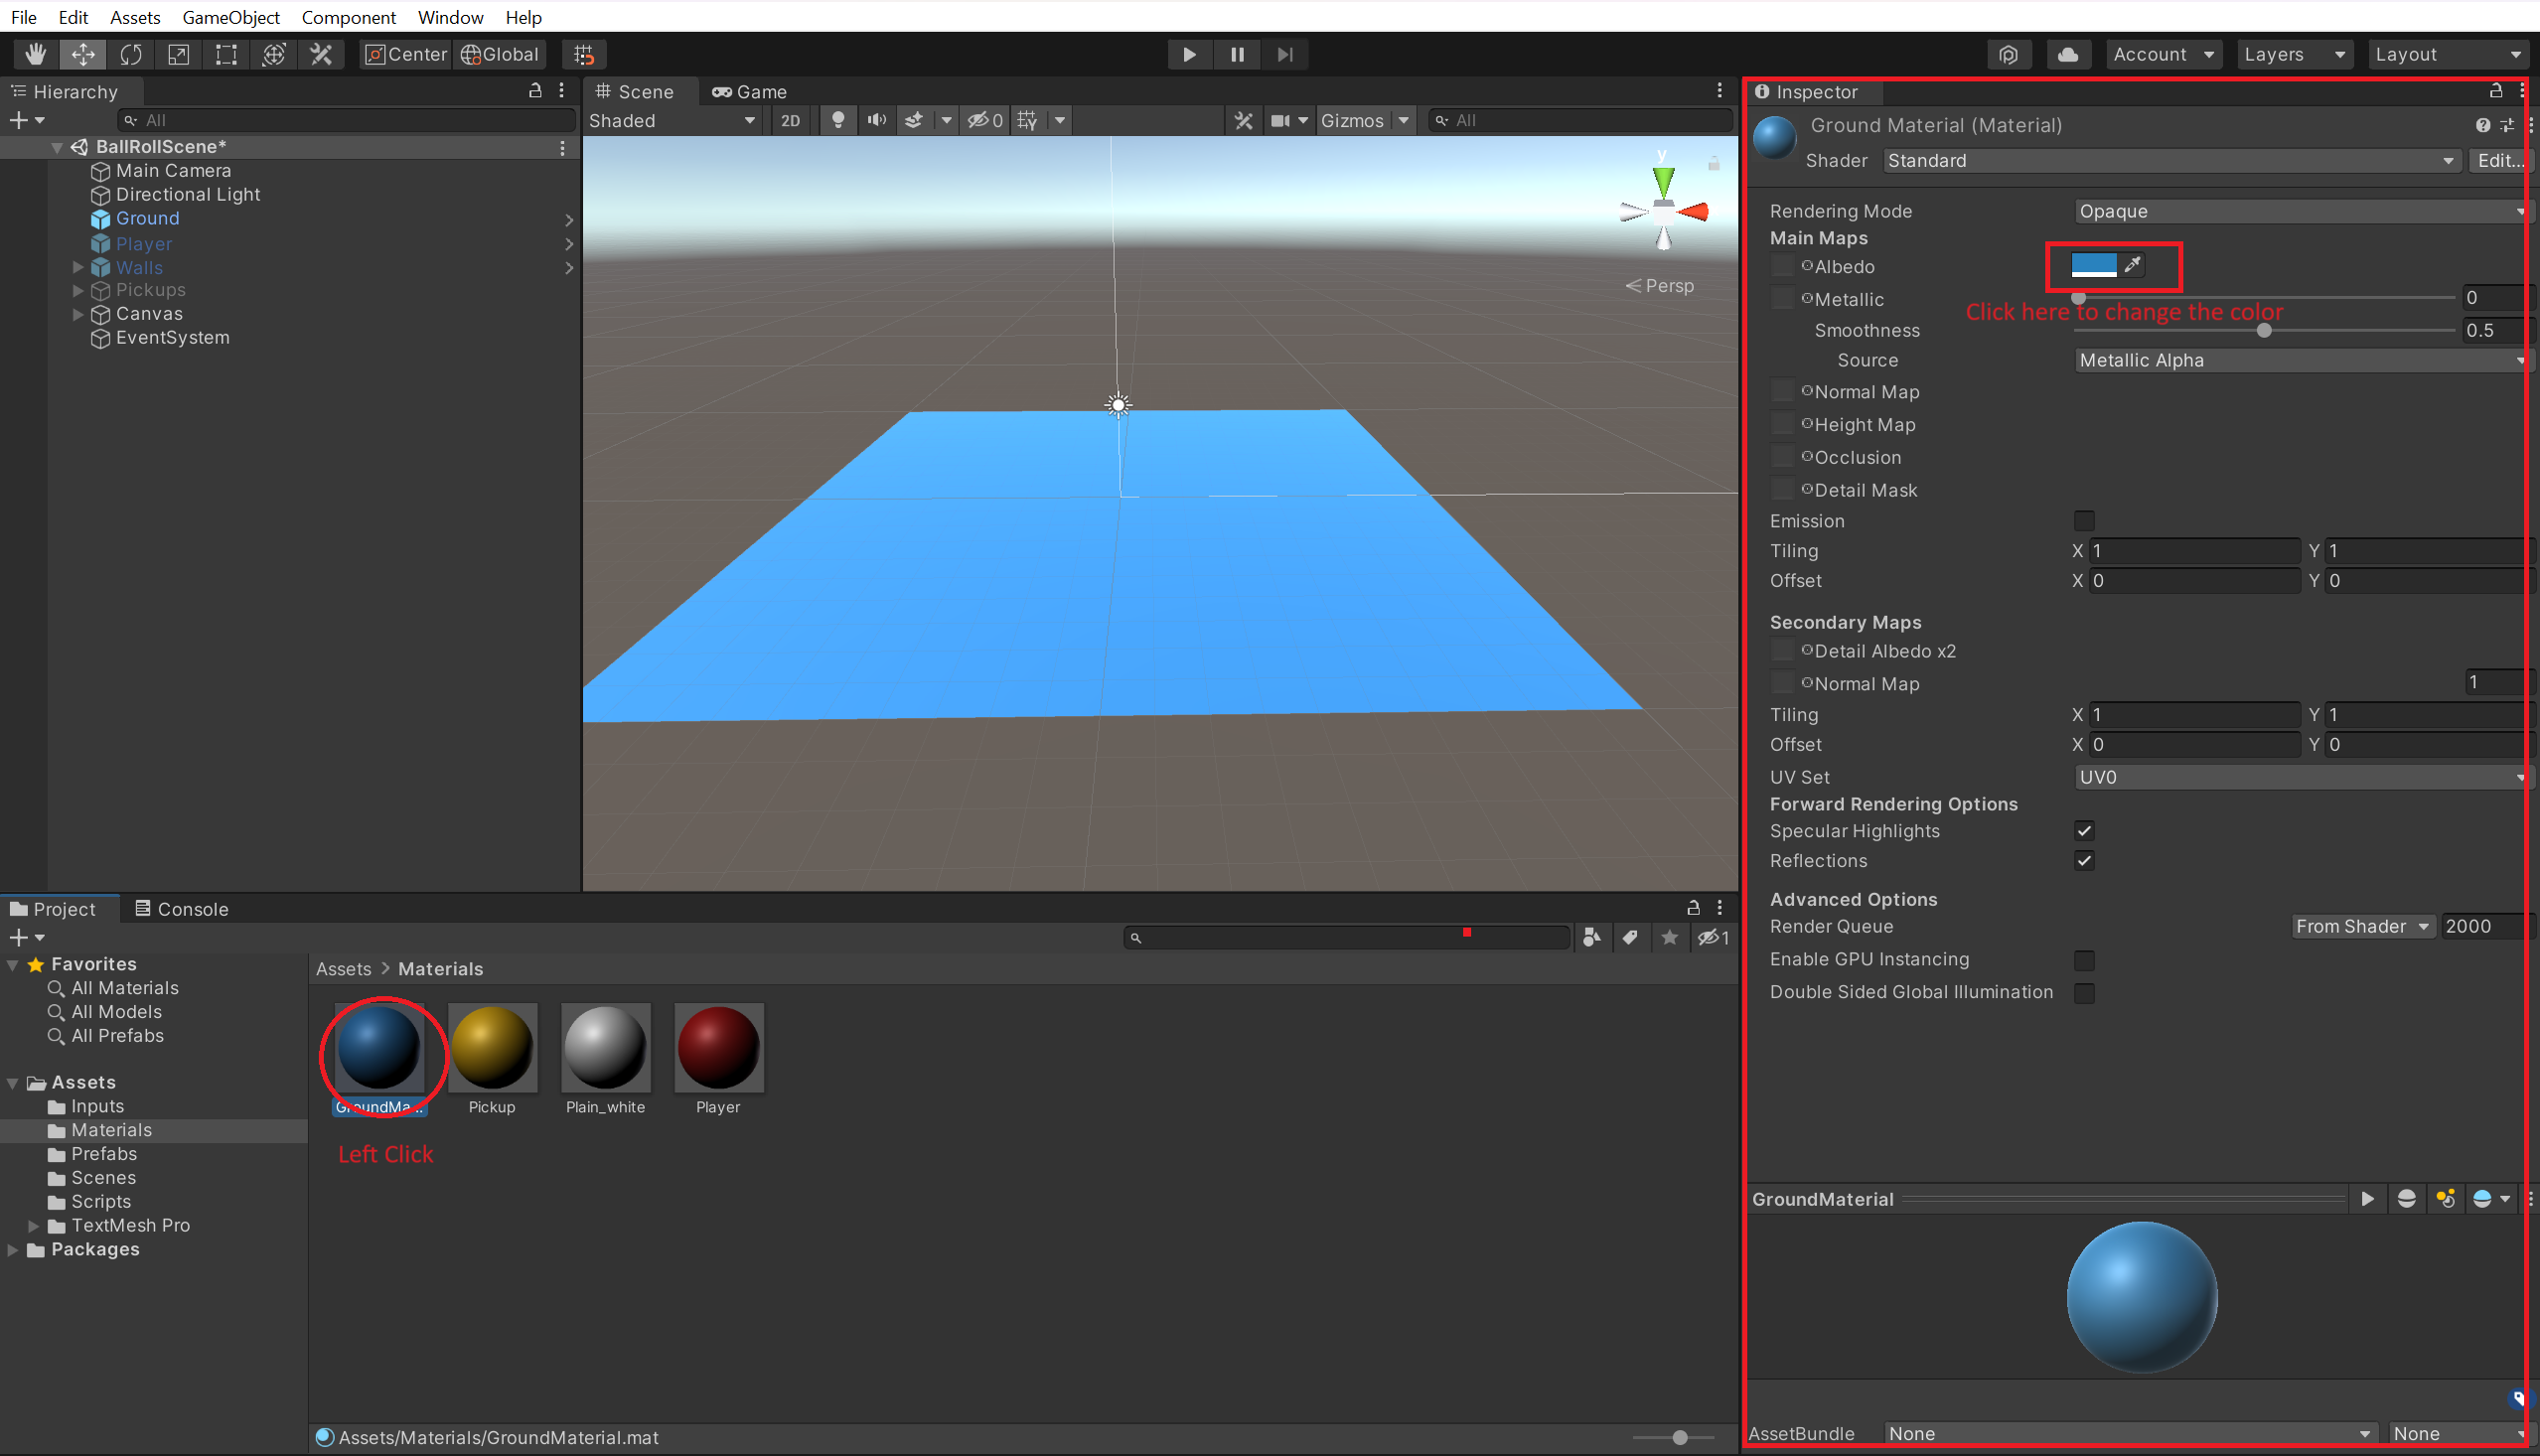 File Edit Assets GameObject Component Window Help
Center Global
Account Layers Layout
Hierarchy
All
BallRollScene*
Main Camera
Directional Light
Ground
Player
Walls
Pickups
Canvas
EventSystem
Scene Game
Shaded 2D 0 Gizmos All
y
Persp
Inspector
Ground Material (Material)
Shader Standard Edit...
Rendering Mode Opaque
Main Maps
Albedo
Metallic 0
Click here to change the color
Smoothness 0.5
Source Metallic Alpha
Normal Map
Height Map
Occlusion
Detail Mask
Emission
Tiling X 1 Y 1
Offset X 0 Y 0
Secondary Maps
Detail Albedo x2
Normal Map 1
Tiling X 1 Y 1
Offset X 0 Y 0
UV Set UV0
Forward Rendering Options
Specular Highlights
Reflections
Advanced Options
Render Queue From Shader 2000
Enable GPU Instancing
Double Sided Global Illumination
GroundMaterial
AssetBundle None None
Project Console
1
Favorites
All Materials
All Models
All Prefabs
Assets
Inputs
Materials
Prefabs
Scenes
Scripts
TextMesh Pro
Packages
Assets > Materials
GroundMa... Pickup Plain_white Player
Left Click
Assets/Materials/GroundMaterial.mat